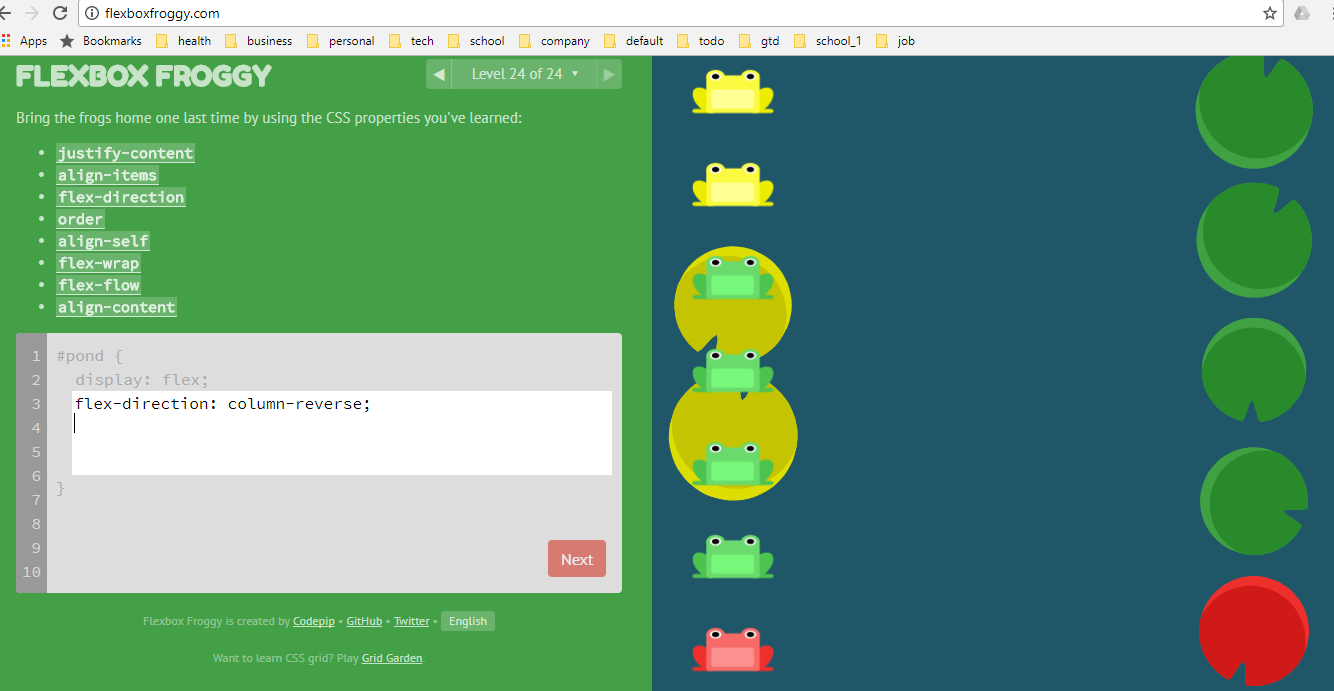 flexboxfroggy.com
Apps Bookmarks health business personal tech school company default todo gtd school_1 job
FLEXBOX FROGGY
◀ Level 24 of 24 ▾ ▶
Bring the frogs home one last time by using the CSS properties you've learned:
• justify-content
• align-items
• flex-direction
• order
• align-self
• flex-wrap
• flex-flow
• align-content
1 #pond {
2 display: flex;
3 flex-direction: column-reverse;
4
5
6
7 }
8
9
10
Next
Flexbox Froggy is created by Codepip • GitHub • Twitter • English
Want to learn CSS grid? Play Grid Garden.